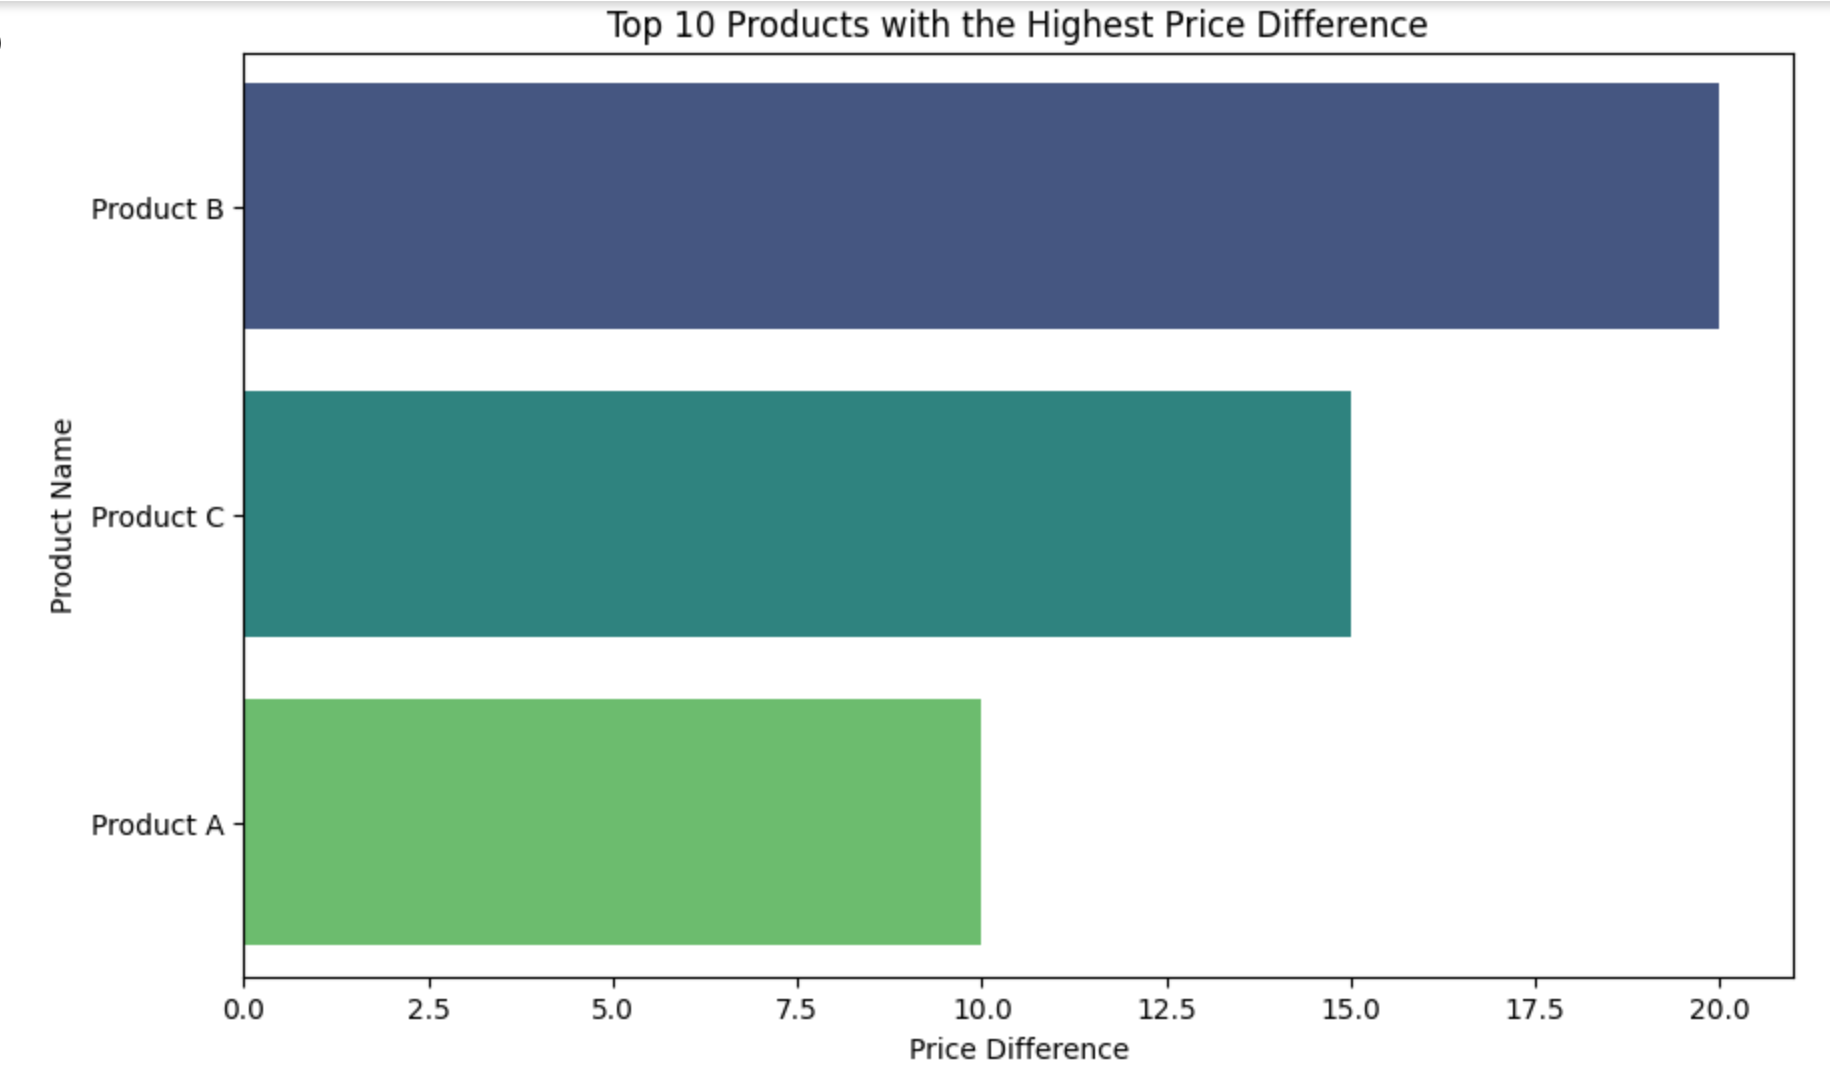 Top 10 Products with the Highest Price Difference
Product Name
Product B
Product C
Product A
0.0 2.5 5.0 7.5 10.0 12.5 15.0 17.5 20.0
Price Difference